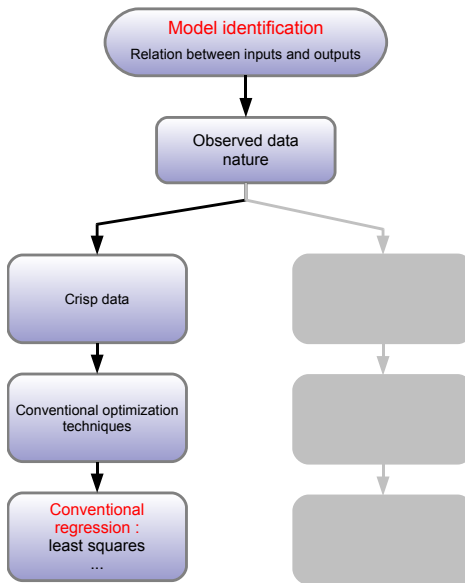 Model identification
Relation between inputs and outputs
Observed data
nature
Crisp data
Conventional optimization
techniques
Conventional
regression :
least squares
...